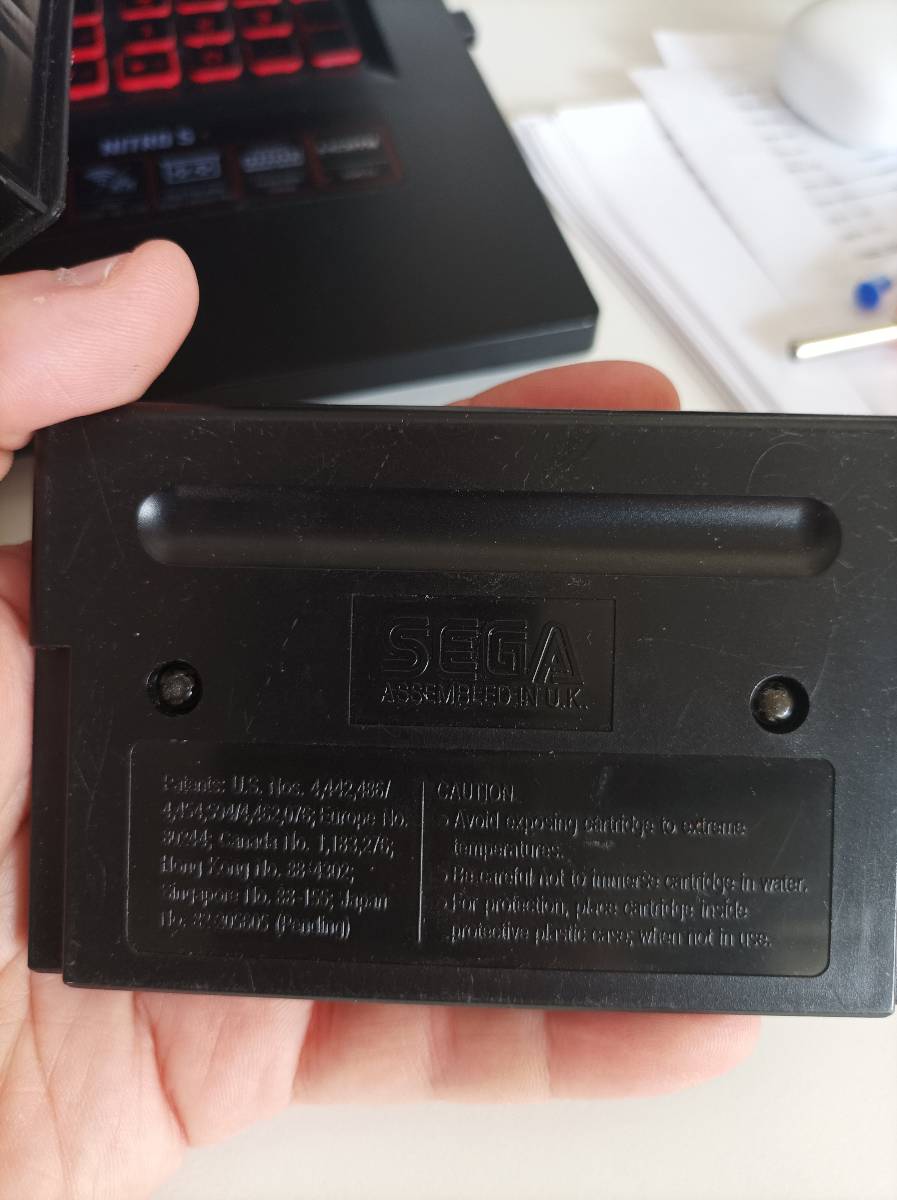 NITRO 5
SEGA
ASSEMBLED IN U.K.
Patents: U.S. Nos. 4,442,486/
4,454,594/4,462,076; Europe No.
80244; Canada No. 1,183,276;
Hong Kong No. 88-4302;
Singapore No. 88-155; Japan
No. 82-205605 (Pending)
CAUTION
Avoid exposing cartridge to extreme
temperatures.
Be careful not to immerse cartridge in water.
For protection, place cartridge inside
protective plastic case, when not in use.